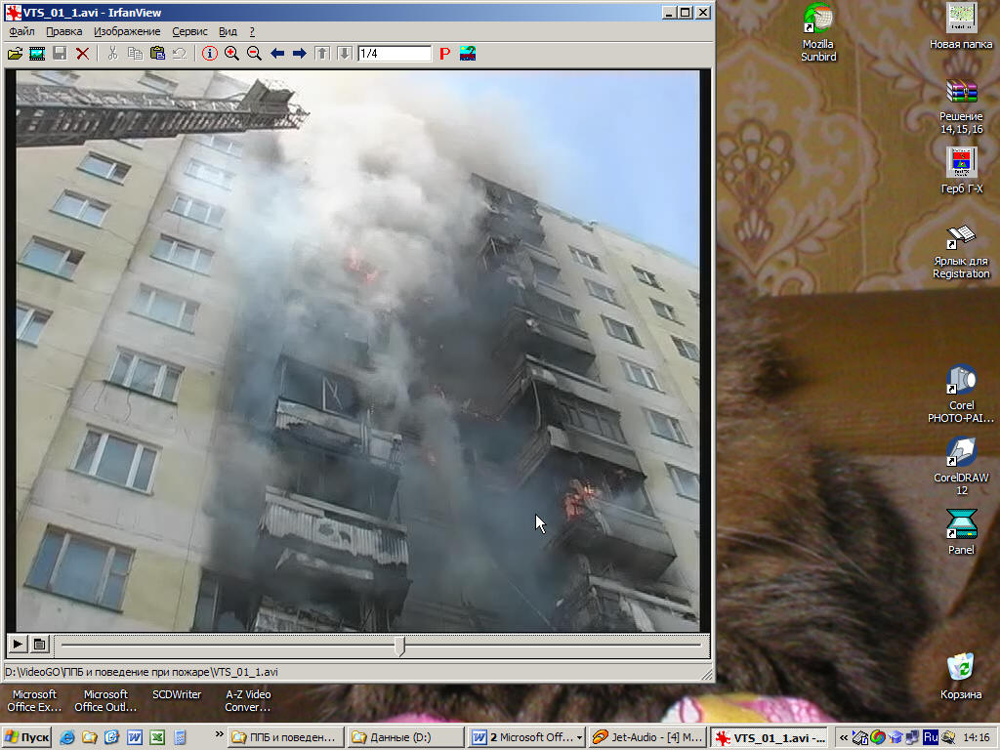 VTS_01_1.avi - IrfanView
Файл Правка Изображение Сервис Вид ?
1/4 P
D:\VideoGO\ППБ и поведение при пожаре\VTS_01_1.avi
Mozilla
Sunbird
Новая папка
Решение
14,15,16
Герб Г-Х
Ярлык для
Registration
Corel
PHOTO-PAI...
CorelDRAW
12
Panel
Корзина
Microsoft
Office Ex...
Microsoft
Office Outl...
SCDWriter
A-Z Video
Conver...
Пуск » ППБ и поведен... Данные (D:) 2 Microsoft Off... Jet-Audio - [4] M... VTS_01_1.avi -... « Ru 14:16